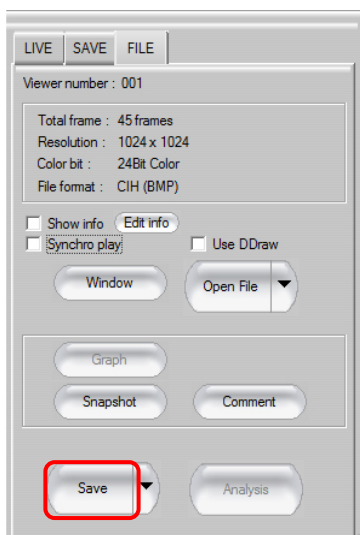 LIVE SAVE FILE
Viewer number : 001
Total frame : 45 frames
Resolution : 1024 x 1024
Color bit : 24Bit Color
File format : CIH (BMP)
Show info Edit info
Synchro play Use DDraw
Window Open File
Graph
Snapshot Comment
Save Analysis